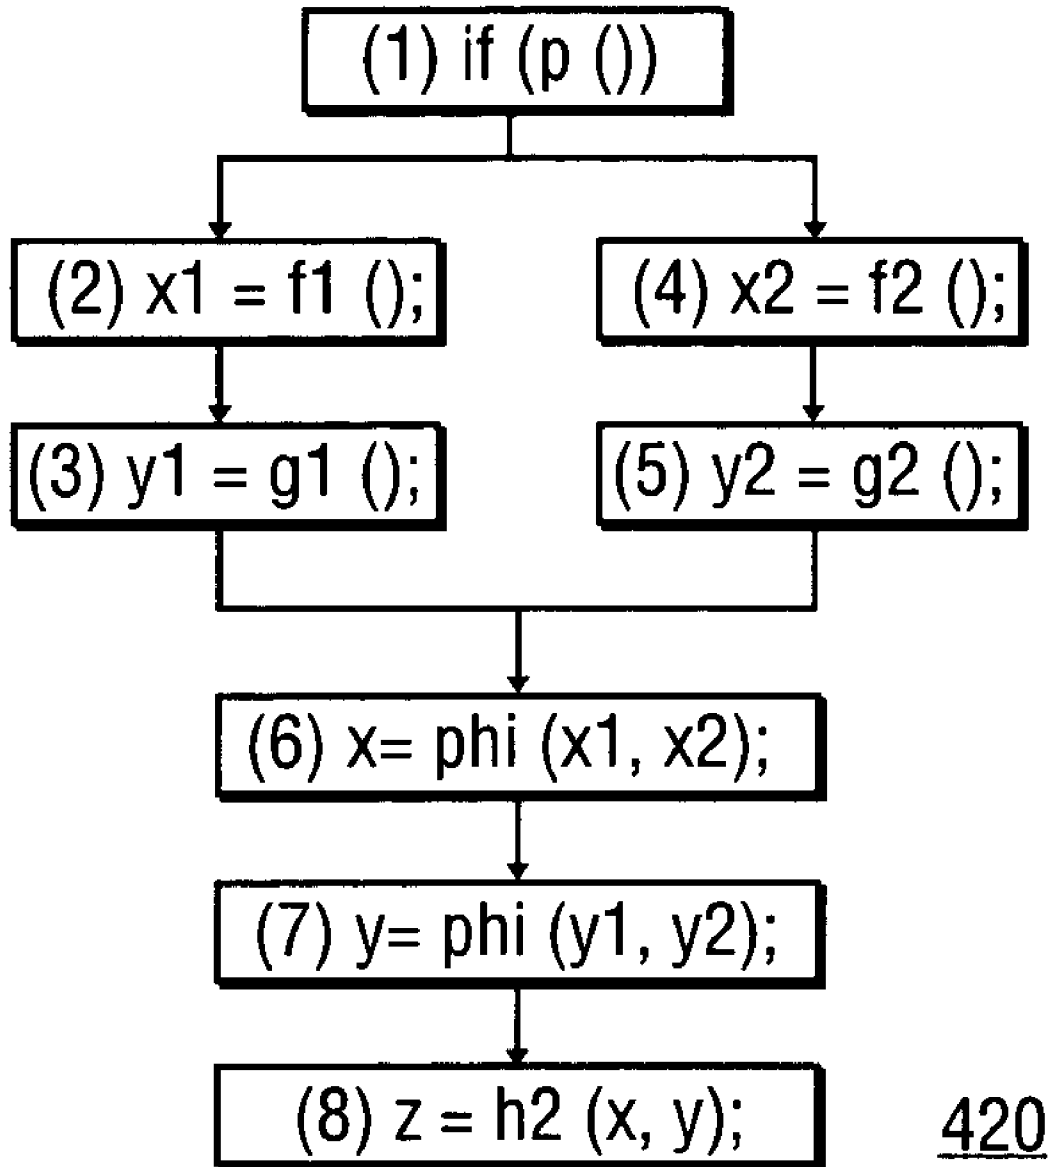 (1) if (p ())
(2) x1 = f1 ();
(4) x2 = f2 ();
(3) y1 = g1 ();
(5) y2 = g2 ();
(6) x= phi (x1, x2);
(7) y= phi (y1, y2);
(8) z = h2 (x, y);
420